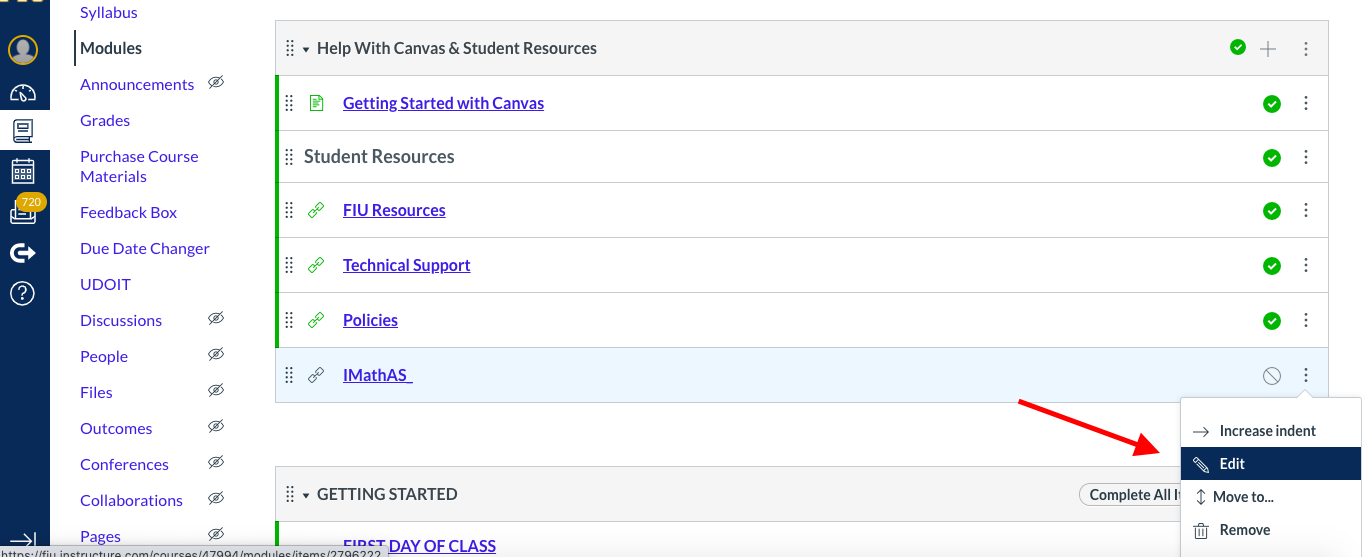 Syllabus
Modules
Announcements
Grades
Purchase Course
Materials
Feedback Box
Due Date Changer
UDOIT
Discussions
People
Files
Outcomes
Conferences
Collaborations
Pages
720
https://fiu.instructure.com/courses/47994/modules/items/2796222
Help With Canvas & Student Resources
Getting Started with Canvas
Student Resources
FIU Resources
Technical Support
Policies
IMathAS_
Increase indent
Edit
Move to...
Remove
GETTING STARTED
Complete All
FIRST DAY OF CLASS